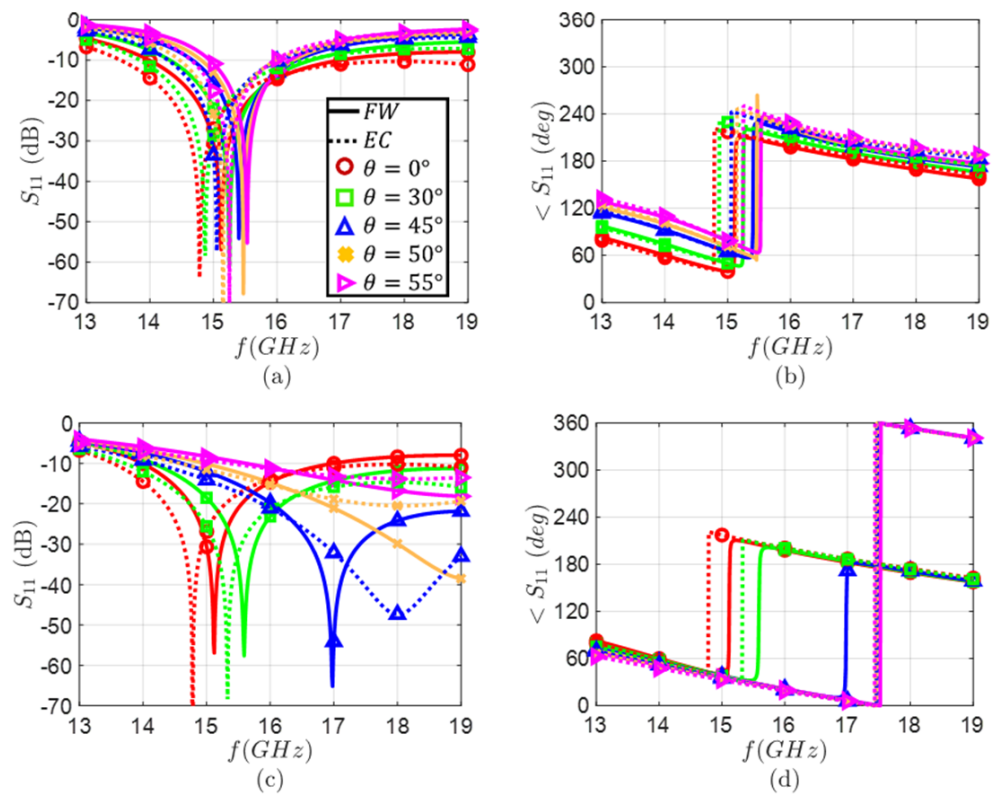 0
-10
-20
-30
-40
-50
-60
-70
S11 (dB)
13 14 15 16 17 18 19
f(GHz)
(a)
FW
EC
θ = 0°
θ = 30°
θ = 45°
θ = 50°
θ = 55°
360
300
240
180
120
60
0
< S11 (deg)
13 14 15 16 17 18 19
f(GHz)
(b)
0
-10
-20
-30
-40
-50
-60
-70
S11 (dB)
13 14 15 16 17 18 19
f(GHz)
(c)
360
300
240
180
120
60
0
< S11 (deg)
13 14 15 16 17 18 19
f(GHz)
(d)